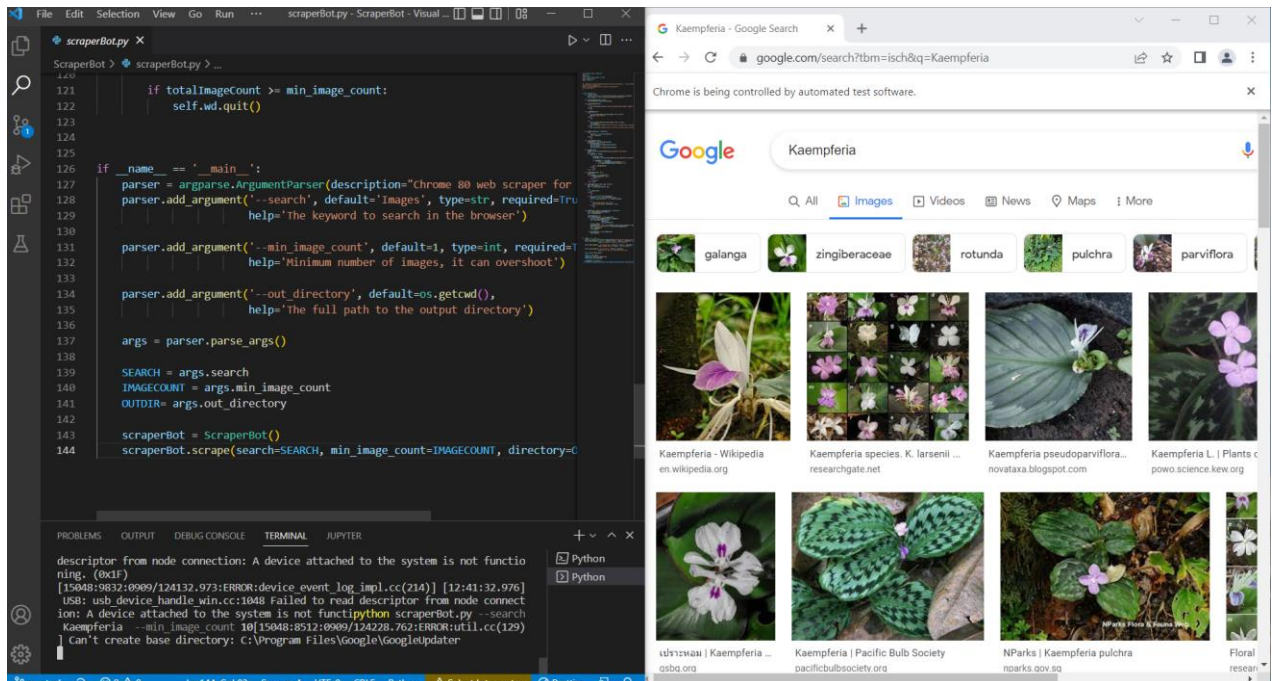 File Edit Selection View Go Run ··· scraperBot.py - ScraperBot - Visual ...
scraperBot.py
ScraperBot > scraperBot.py > ...
120
121 if totalImageCount >= min_image_count:
122 self.wd.quit()
123
124
125
126 if __name__ == '__main__':
127 parser = argparse.ArgumentParser(description="Chrome 80 web scraper for
128 parser.add_argument('--search', default='Images', type=str, required=Tru
129 help='The keyword to search in the browser')
130
131 parser.add_argument('--min_image_count', default=1, type=int, required=T
132 help='Minimum number of images, it can overshoot')
133
134 parser.add_argument('--out_directory', default=os.getcwd(),
135 help='The full path to the output directory')
136
137 args = parser.parse_args()
138
139 SEARCH = args.search
140 IMAGECOUNT = args.min_image_count
141 OUTDIR= args.out_directory
142
143 scraperBot = ScraperBot()
144 scraperBot.scrape(search=SEARCH, min_image_count=IMAGECOUNT, directory=O
PROBLEMS OUTPUT DEBUG CONSOLE TERMINAL JUPYTER
descriptor from node connection: A device attached to the system is not functio
ning. (0x1F)
[15048:9832:0909/124132.973:ERROR:device_event_log_impl.cc(214)] [12:41:32.976]
USB: usb_device_handle_win.cc:1048 Failed to read descriptor from node connect
ion: A device attached to the system is not functipython scraperBot.py --search
Kaempferia --min_image_count 10[15048:8512:0909/124228.762:ERROR:util.cc(129)
] Can't create base directory: C:\Program Files\Google\GoogleUpdater
Python
Python
Kaempferia - Google Search
google.com/search?tbm=isch&q=Kaempferia
Chrome is being controlled by automated test software.
Google
Kaempferia
All Images Videos News Maps More
galanga zingiberaceae rotunda pulchra parviflora
Kaempferia - Wikipedia
en.wikipedia.org
Kaempferia species. K. larsenii ...
researchgate.net
Kaempferia pseudoparviflora...
novataxa.blogspot.com
Kaempferia L. | Plants
powo.science.kew.org
NParks Flora & Fauna Web
เปราะหอม | Kaempferia ...
qsbg.org
Kaempferia | Pacific Bulb Society
pacificbulbsociety.org
NParks | Kaempferia pulchra
nparks.gov.sg
Floral
resear